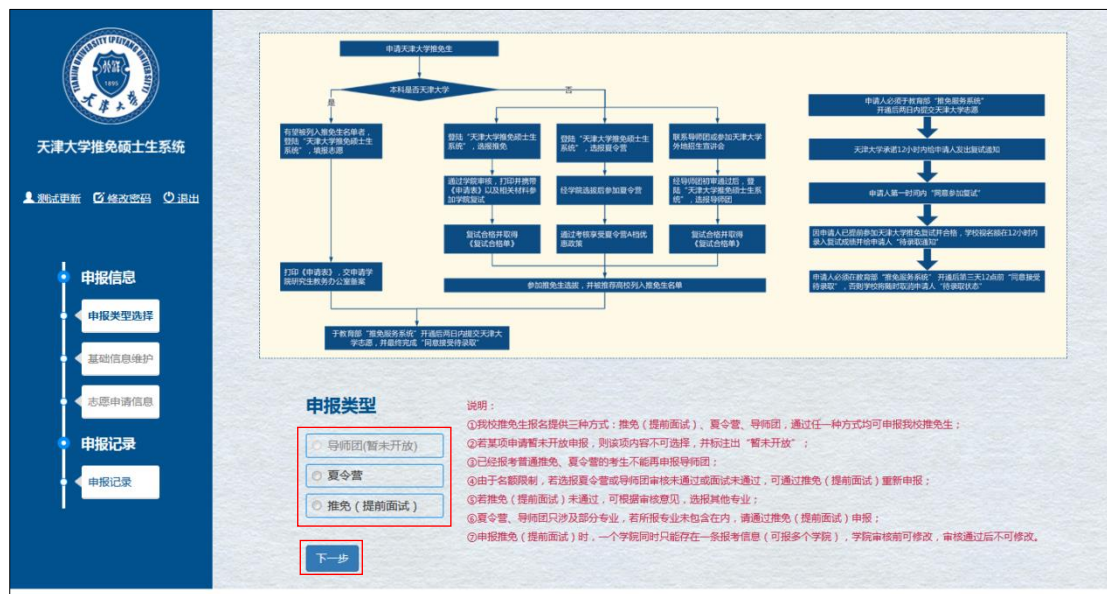 TIANJIN UNIVERSITY (PEIYANG UNIVERSITY)
1895
天津大學
天津大学推免硕士生系统
测试更新 修改密码 退出
申报信息
申报类型选择
基础信息维护
志愿申请信息
申报记录
申报记录
申请天津大学推免生
本科是否天津大学
是
否
有望被列入推免生名单者，
登陆“天津大学推免硕士生
系统”，填报志愿
打印《申请表》，交申请学
院研究生教务办公室备案
登陆“天津大学推免硕士生
系统”，选报推免
通过学院审核，打印并携带
《申请表》以及相关材料参
加学院复试
复试合格并取得
《复试合格单》
登陆“天津大学推免硕士生
系统”，选报夏令营
经学院选拔后参加夏令营
通过考核享受夏令营A档优
惠政策
联系导师团或参加天津大学
外地招生宣讲会
经导师团初审通过后，登
陆“天津大学推免硕士生系
统”，选报导师团
复试合格并取得
《复试合格单》
参加推免生选拔，并被推荐高校列入推免生名单
于教育部“推免服务系统”开通后两日内提交天津大
学志愿，并最终完成“同意接受待录取”
申请人必须于教育部“推免服务系统”
开通后两日内提交天津大学志愿
天津大学承诺12小时内给申请人发出复试通知
申请人第一时间内“同意参加复试”
因申请人已提前参加天津大学推免复试并合格，学校视名额在12小时内
录入复试成绩并给申请人“待录取通知”
申请人必须在教育部“推免服务系统” 开通后第三天12点前“同意接受
待录取”，否则学校将随时取消申请人“待录取状态”
申报类型
导师团(暂未开放)
夏令营
推免（提前面试）
下一步
说明：
①我校推免生报名提供三种方式：推免（提前面试）、夏令营、导师团，通过任一种方式均可申报我校推免生；
②若某项申请暂未开放申报，则该项内容不可选择，并标注出“暂未开放”；
③已经报考普通推免、夏令营的考生不能再申报导师团；
④由于名额限制，若选报夏令营或导师团审核未通过或面试未通过，可通过推免（提前面试）重新申报；
⑤若推免（提前面试）未通过，可根据审核意见，选报其他专业；
⑥夏令营、导师团只涉及部分专业，若所报专业未包含在内，请通过推免（提前面试）申报；
⑦申报推免（提前面试）时，一个学院同时只能存在一条报考信息（可报多个学院），学院审核前可修改，审核通过后不可修改。